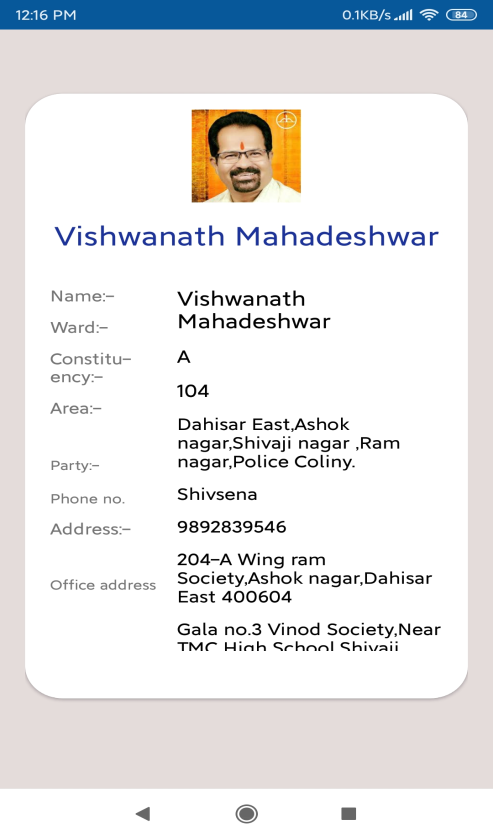 12:16 PM 0.1KB/s 84
Vishwanath Mahadeshwar
Name:-
Vishwanath
Mahadeshwar
Ward:-
A
Constitu-
ency:-
104
Area:-
Dahisar East,Ashok
nagar,Shivaji nagar ,Ram
nagar,Police Coliny.
Party:-
Shivsena
Phone no.
9892839546
Address:-
204-A Wing ram
Society,Ashok nagar,Dahisar
East 400604
Office address
Gala no.3 Vinod Society,Near
TMC High School Shivaji